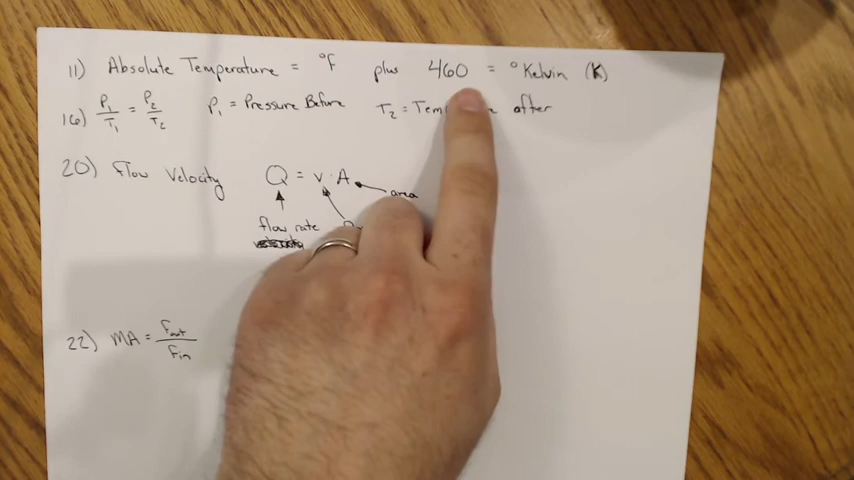 11) Absolute Temperature = °F plus 460 = °Kelvin (K)
16) P₁/T₁ = P₂/T₂ P₁ = Pressure Before T₂ = after
20) Flow Velocity Q = v · A
area
flow rate
22) MA = Fout/Fin